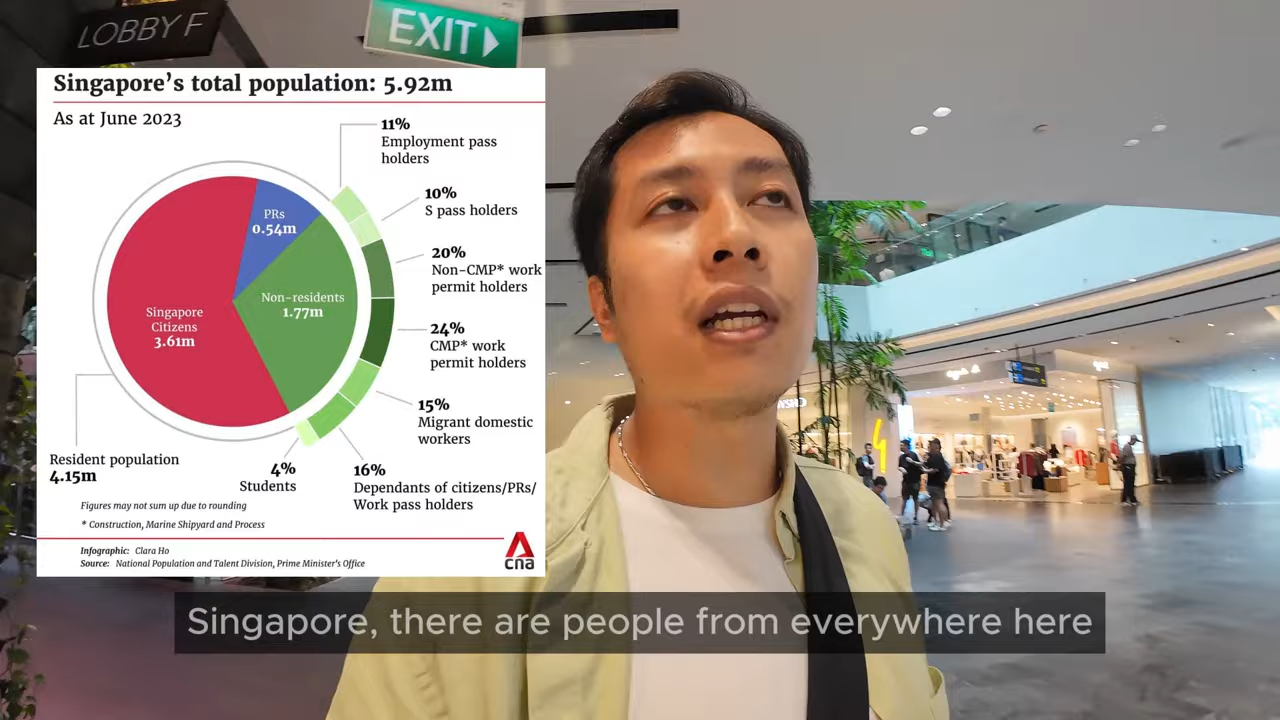 LOBBY F
EXIT
Singapore's total population: 5.92m
As at June 2023
11%
Employment pass
holders
10%
S pass holders
20%
Non-CMP* work
permit holders
24%
CMP* work
permit holders
15%
Migrant domestic
workers
16%
Dependants of citizens/PRs/
Work pass holders
4%
Students
PRs
0.54m
Non-residents
1.77m
Singapore
Citizens
3.61m
Resident population
4.15m
Figures may not sum up due to rounding
* Construction, Marine Shipyard and Process
Infographic: Clara Ho
Source: National Population and Talent Division, Prime Minister's Office
cna
Singapore, there are people from everywhere here